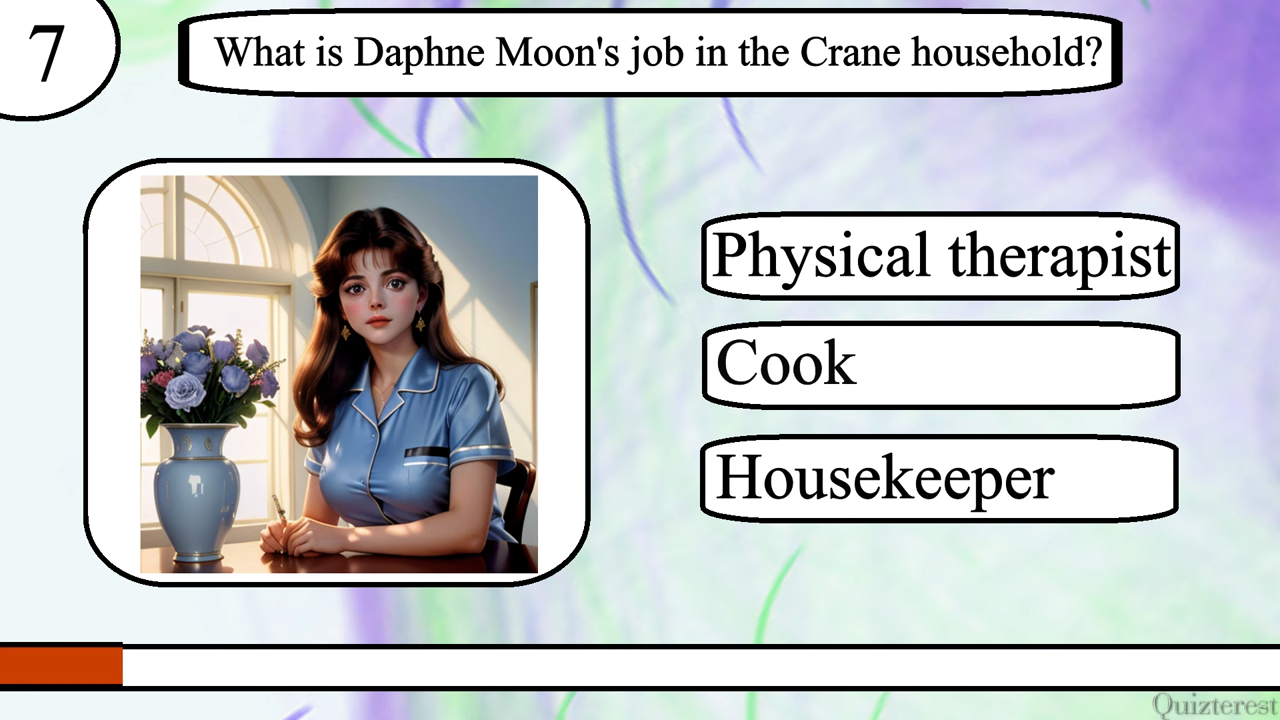 7
What is Daphne Moon's job in the Crane household?
Physical therapist
Cook
Housekeeper
Quizterest